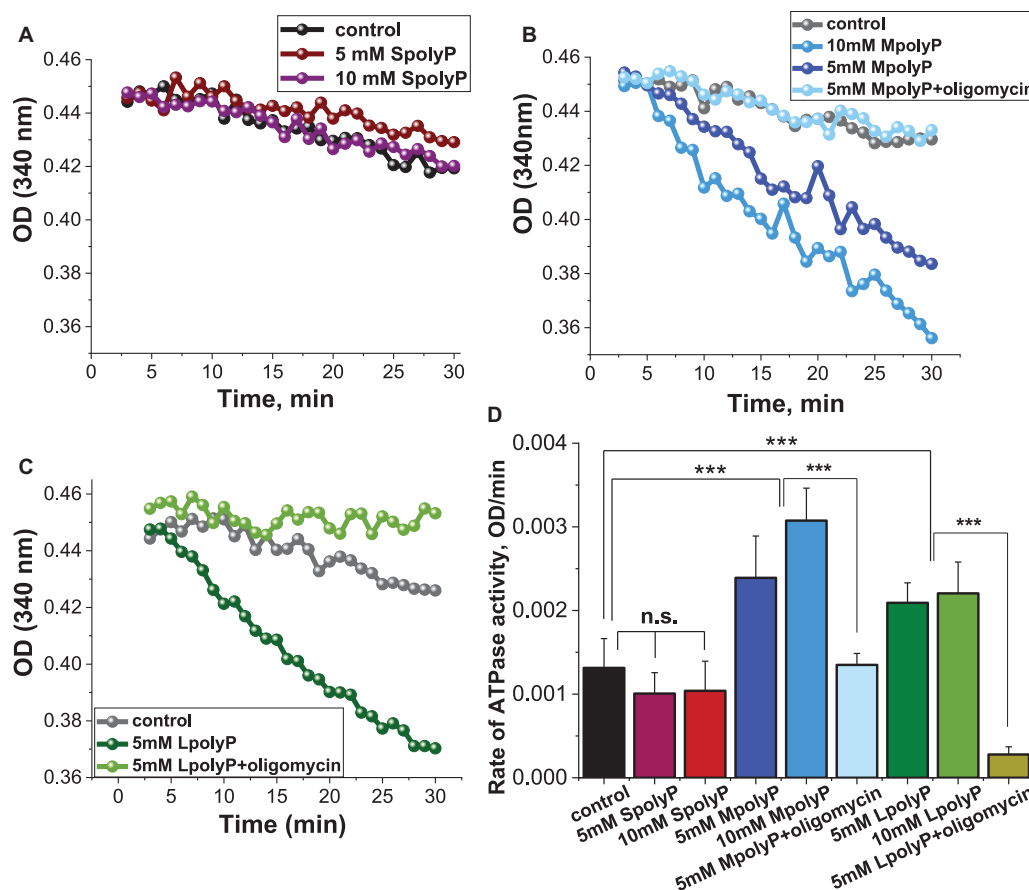 A
control
5 mM SpolyP
10 mM SpolyP
0.46
0.44
0.42
0.40
0.38
0.36
OD (340 nm)
0 5 10 15 20 25 30
Time, min
B
control
10mM MpolyP
5mM MpolyP
5mM MpolyP+oligomycin
0.46
0.44
0.42
0.40
0.38
0.36
OD (340nm)
0 5 10 15 20 25 30
Time, min
C
0.46
0.44
0.42
0.40
0.38
0.36
OD (340 nm)
control
5mM LpolyP
5mM LpolyP+oligomycin
0 5 10 15 20 25 30
Time (min)
D
0.004
0.003
0.002
0.001
0.000
Rate of ATPase activity, OD/min
***
***
***
***
n.s.
control
5mM SpolyP
10mM SpolyP
5mM MpolyP
10mM MpolyP
5mM MpolyP+oligomycin
5mM LpolyP
10mM LpolyP
5mM LpolyP+oligomycin